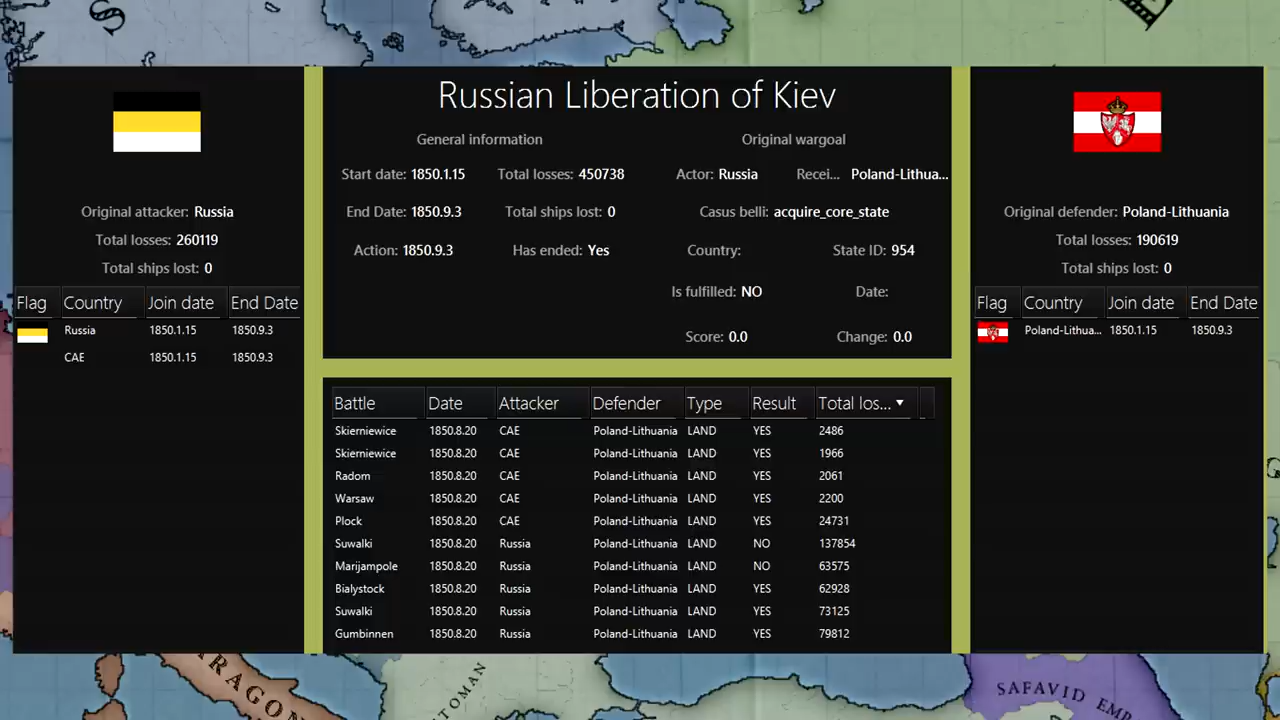 S
Russian Liberation of Kiev
General information
Original wargoal
Start date: 1850.1.15
Total losses: 450738
Actor: Russia
Recei... Poland-Lithua...
End Date: 1850.9.3
Total ships lost: 0
Casus belli: acquire_core_state
Action: 1850.9.3
Has ended: Yes
Country:
State ID: 954
Is fulfilled: NO
Date:
Score: 0.0
Change: 0.0
Original attacker: Russia
Total losses: 260119
Total ships lost: 0
Flag Country Join date End Date
Russia 1850.1.15 1850.9.3
CAE 1850.1.15 1850.9.3
Battle Date Attacker Defender Type Result Total los...
Skierniewice 1850.8.20 CAE Poland-Lithuania LAND YES 2486
Skierniewice 1850.8.20 CAE Poland-Lithuania LAND YES 1966
Radom 1850.8.20 CAE Poland-Lithuania LAND YES 2061
Warsaw 1850.8.20 CAE Poland-Lithuania LAND YES 2200
Plock 1850.8.20 CAE Poland-Lithuania LAND YES 24731
Suwalki 1850.8.20 Russia Poland-Lithuania LAND NO 137854
Marijampole 1850.8.20 Russia Poland-Lithuania LAND NO 63575
Bialystock 1850.8.20 Russia Poland-Lithuania LAND YES 62928
Suwalki 1850.8.20 Russia Poland-Lithuania LAND YES 73125
Gumbinnen 1850.8.20 Russia Poland-Lithuania LAND YES 79812
Original defender: Poland-Lithuania
Total losses: 190619
Total ships lost: 0
Flag Country Join date End Date
Poland-Lithua... 1850.1.15 1850.9.3
ARAGON
OTTOMAN
SAFAVID EMP